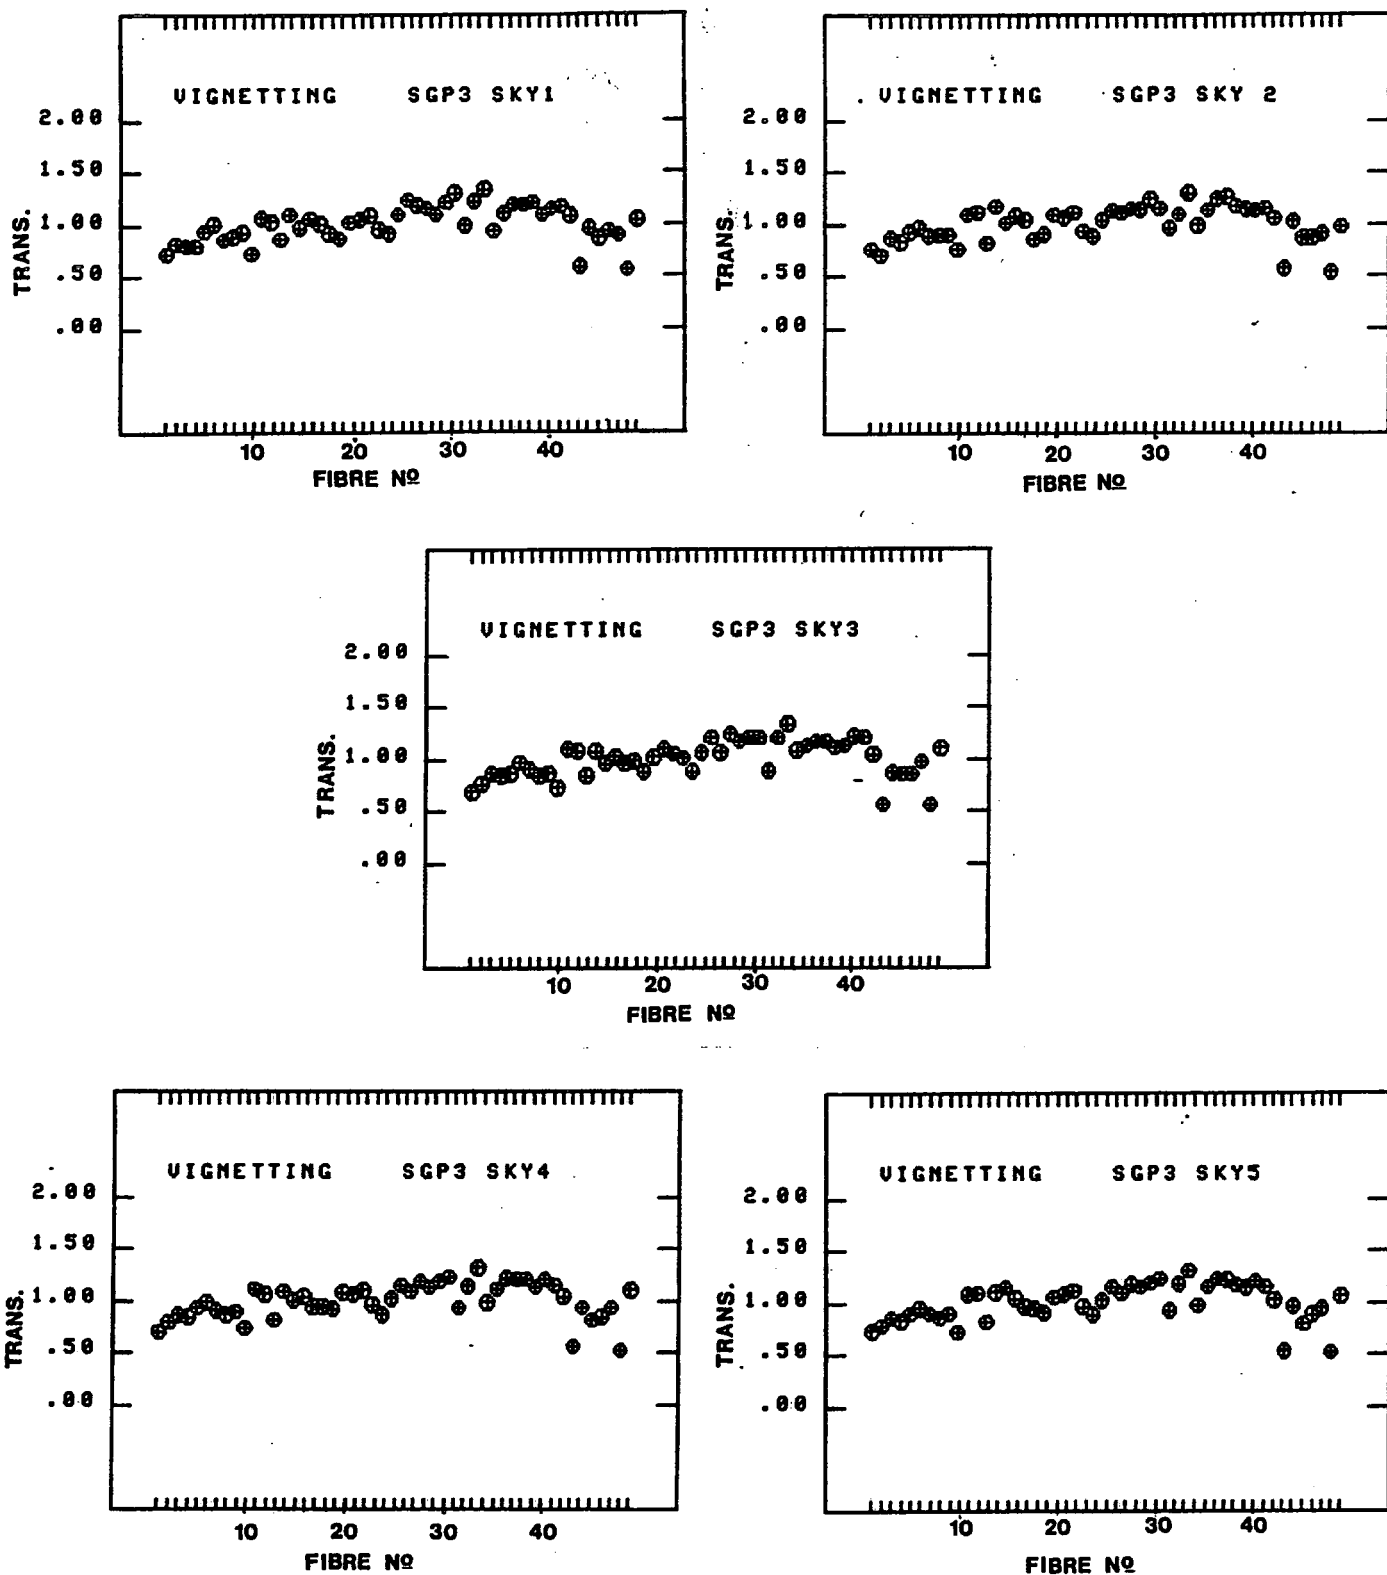 VIGNETTING SGP3 SKY1
2.00
1.50
1.00
.50
.00
TRANS.
10 20 30 40
FIBRE Nº
VIGNETTING SGP3 SKY 2
2.00
1.50
1.00
.50
.00
TRANS.
10 20 30 40
FIBRE Nº
VIGNETTING SGP3 SKY3
2.00
1.50
1.00
.50
.00
TRANS.
10 20 30 40
FIBRE Nº
VIGNETTING SGP3 SKY4
2.00
1.50
1.00
.50
.00
TRANS.
10 20 30 40
FIBRE Nº
VIGNETTING SGP3 SKY5
2.00
1.50
1.00
.50
.00
TRANS.
10 20 30 40
FIBRE Nº